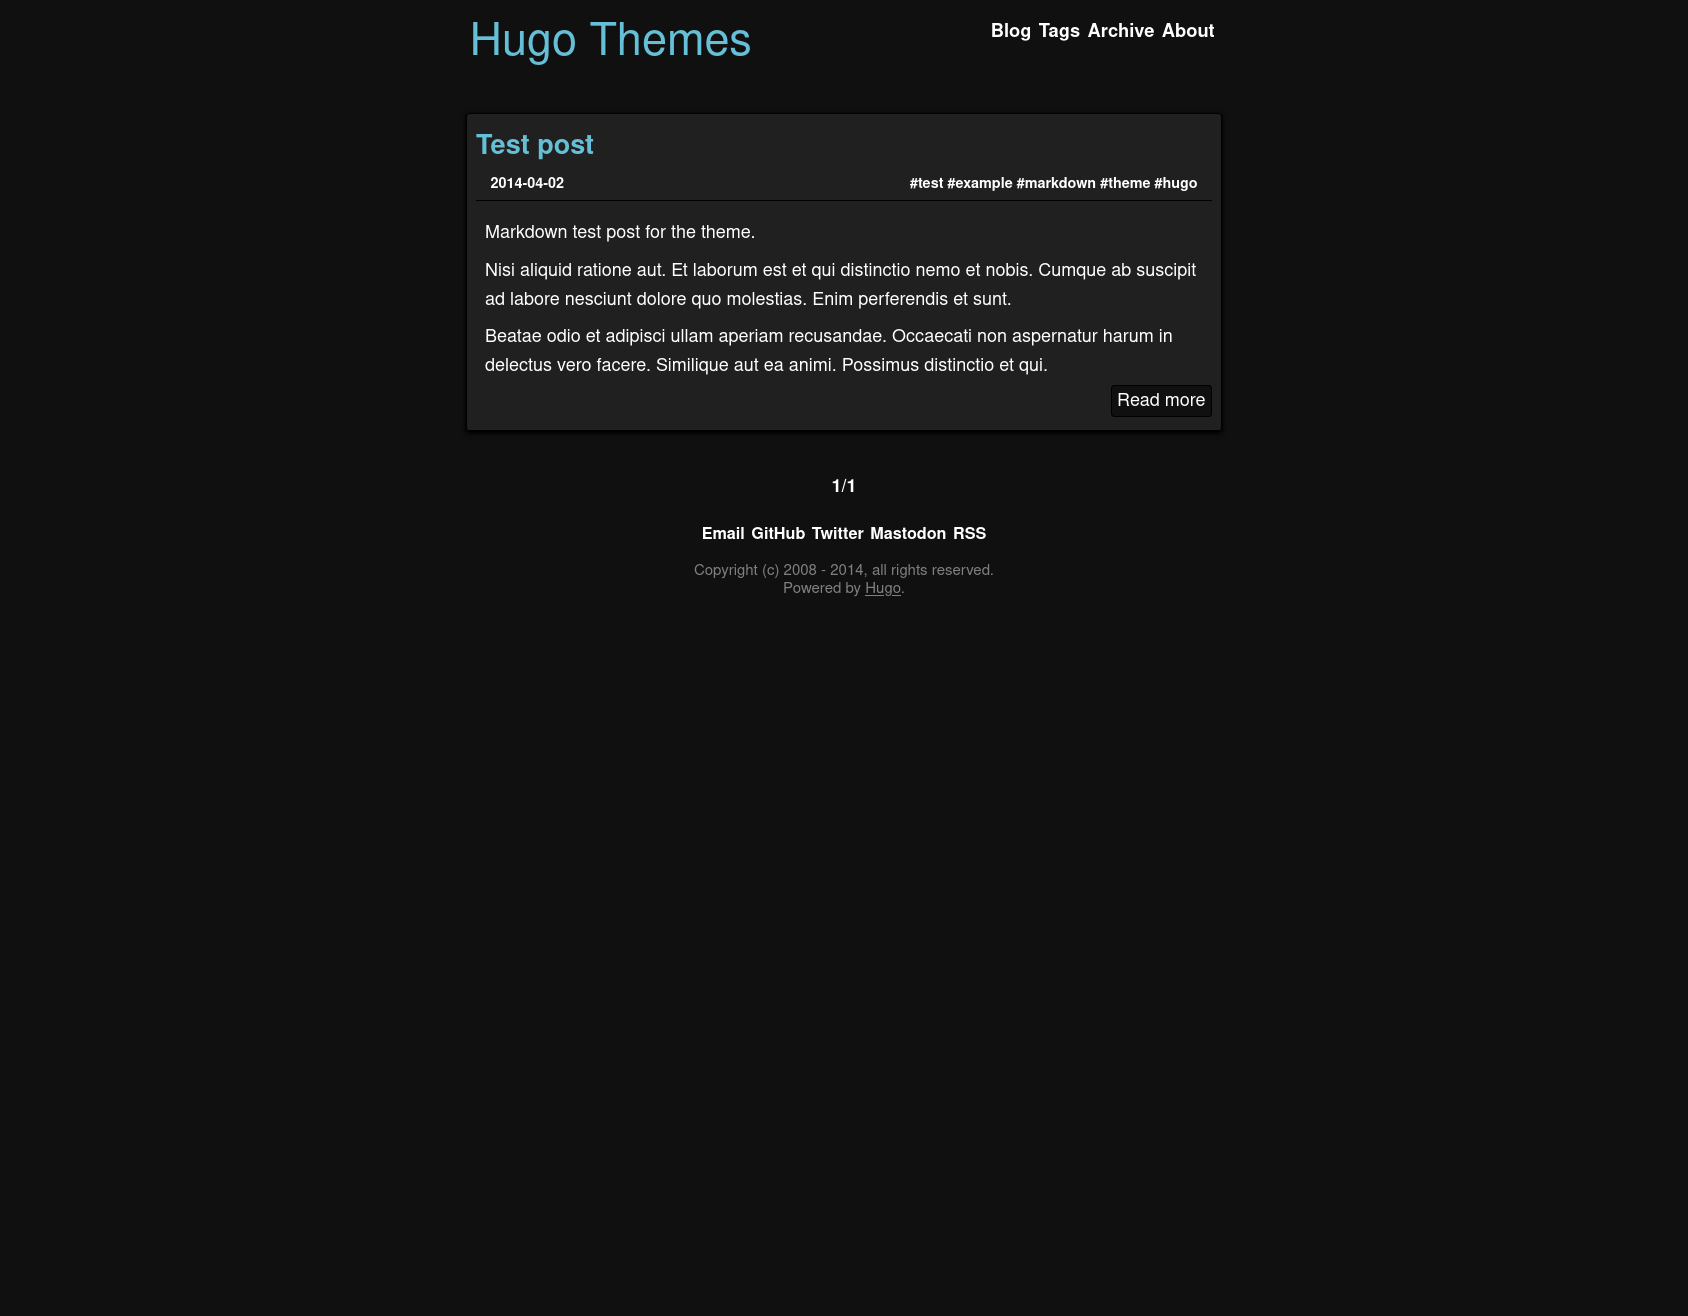 Hugo Themes
Blog Tags Archive About
Test post
2014-04-02
#test #example #markdown #theme #hugo
Markdown test post for the theme.
Nisi aliquid ratione aut. Et laborum est et qui distinctio nemo et nobis. Cumque ab suscipit
ad labore nesciunt dolore quo molestias. Enim perferendis et sunt.
Beatae odio et adipisci ullam aperiam recusandae. Occaecati non aspernatur harum in
delectus vero facere. Similique aut ea animi. Possimus distinctio et qui.
Read more
1/1
Email GitHub Twitter Mastodon RSS
Copyright (c) 2008 - 2014, all rights reserved.
Powered by Hugo.